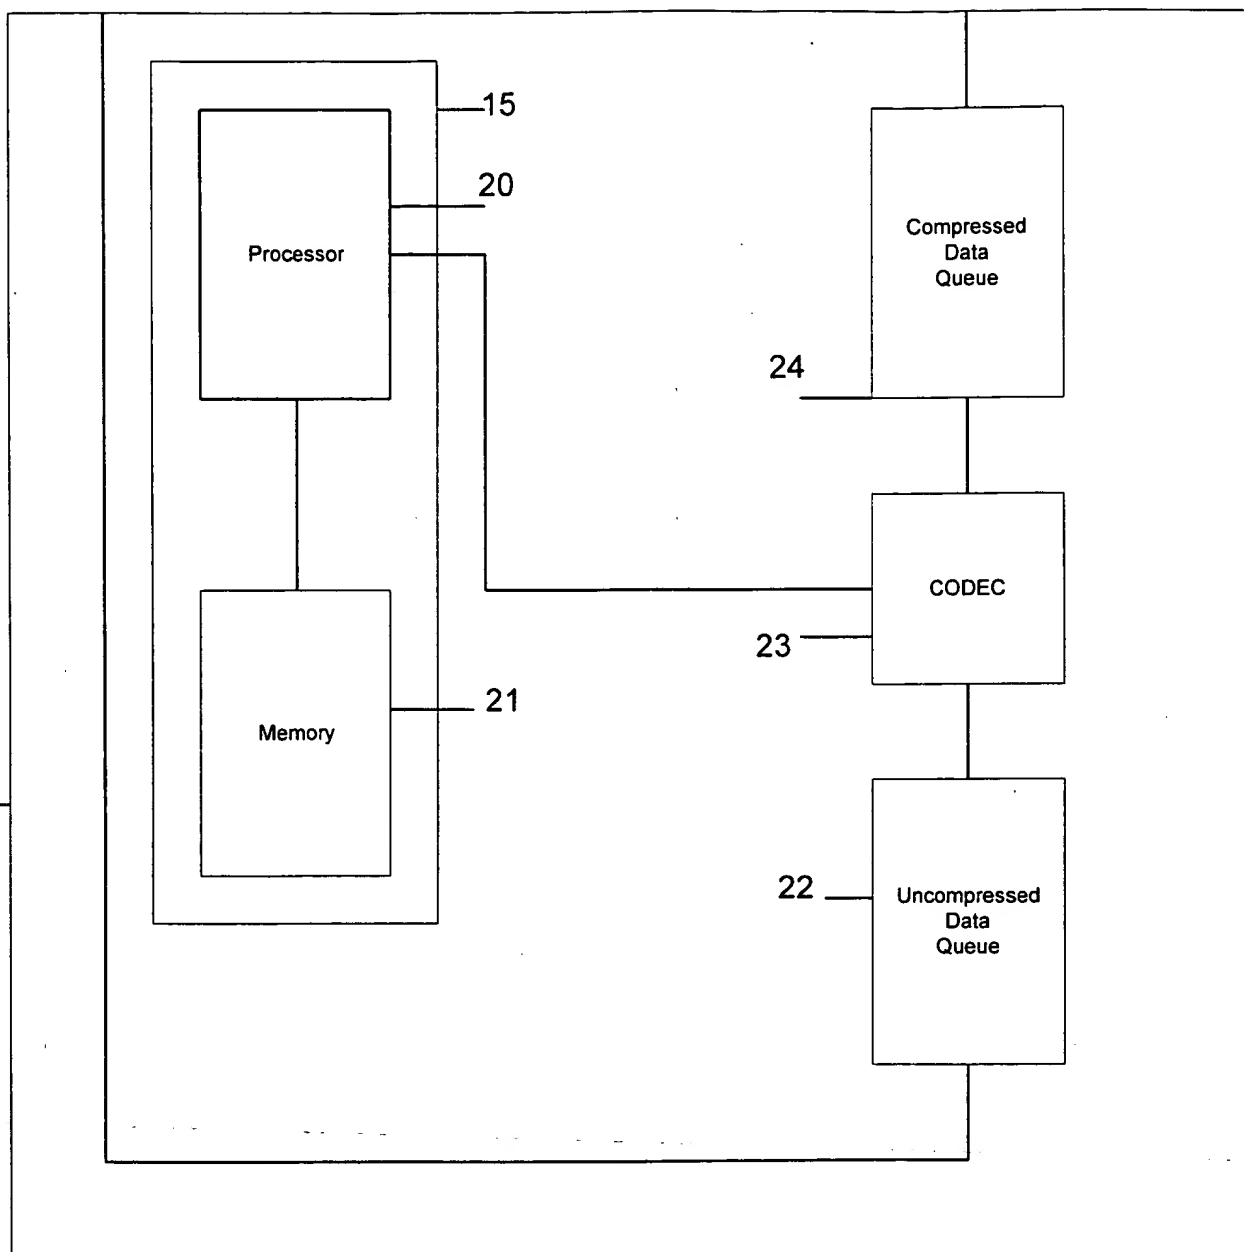 15
20
Processor
Compressed
Data
Queue
24
CODEC
23
21
Memory
22
Uncompressed
Data
Queue